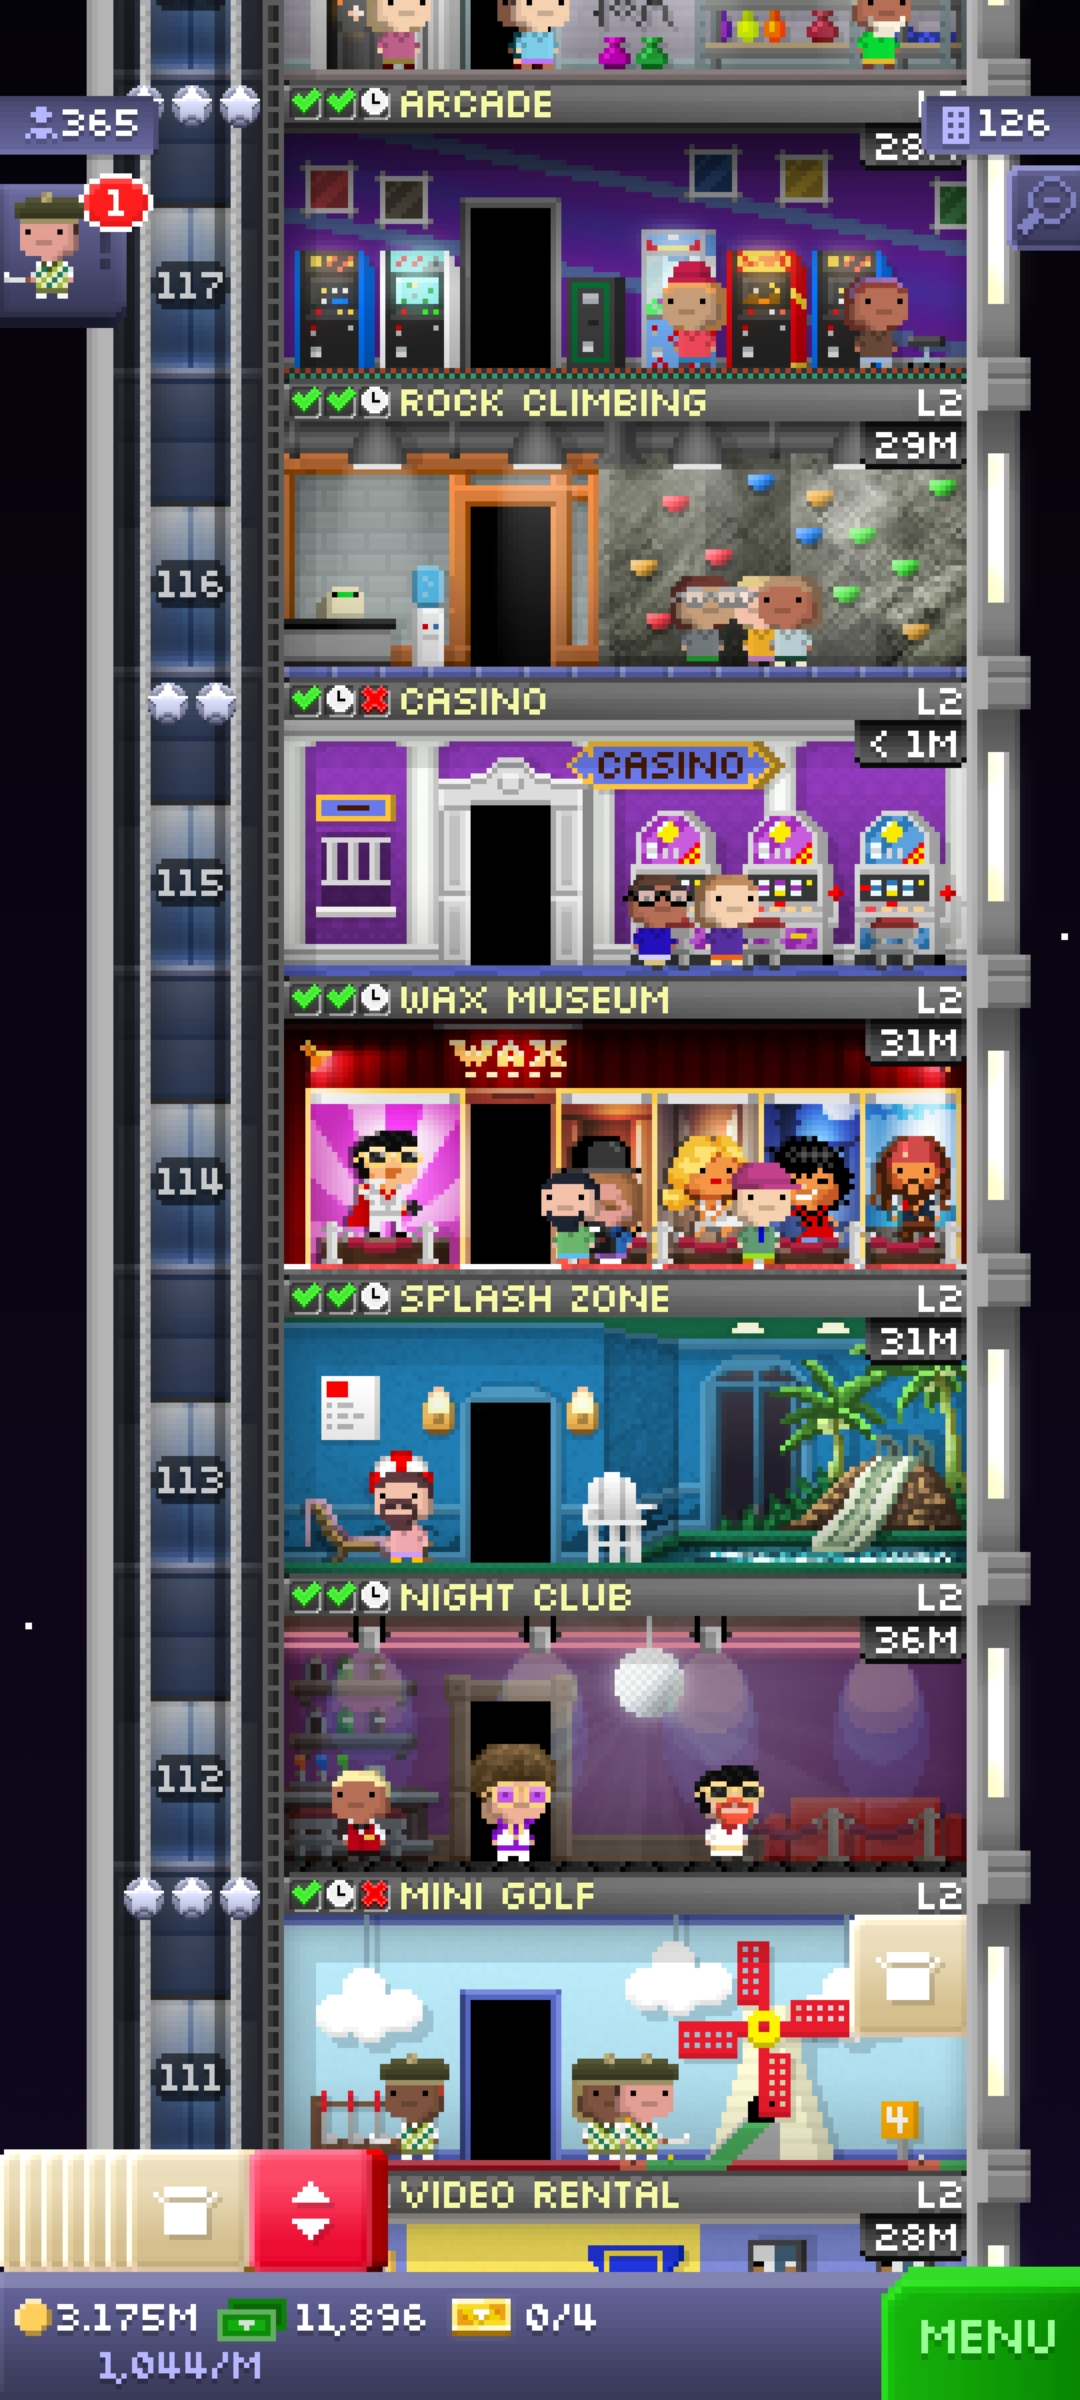 ARCADE
365
126
28
1
117
ROCK CLIMBING L2
29M
116
CASINO L2
< 1M
CASINO
115
WAX MUSEUM L2
31M
WAX
114
SPLASH ZONE L2
31M
113
NIGHT CLUB L2
36M
112
MINI GOLF L2
111
4
VIDEO RENTAL L2
28M
3.175M 11,896 0/4
MENU
1,044/M